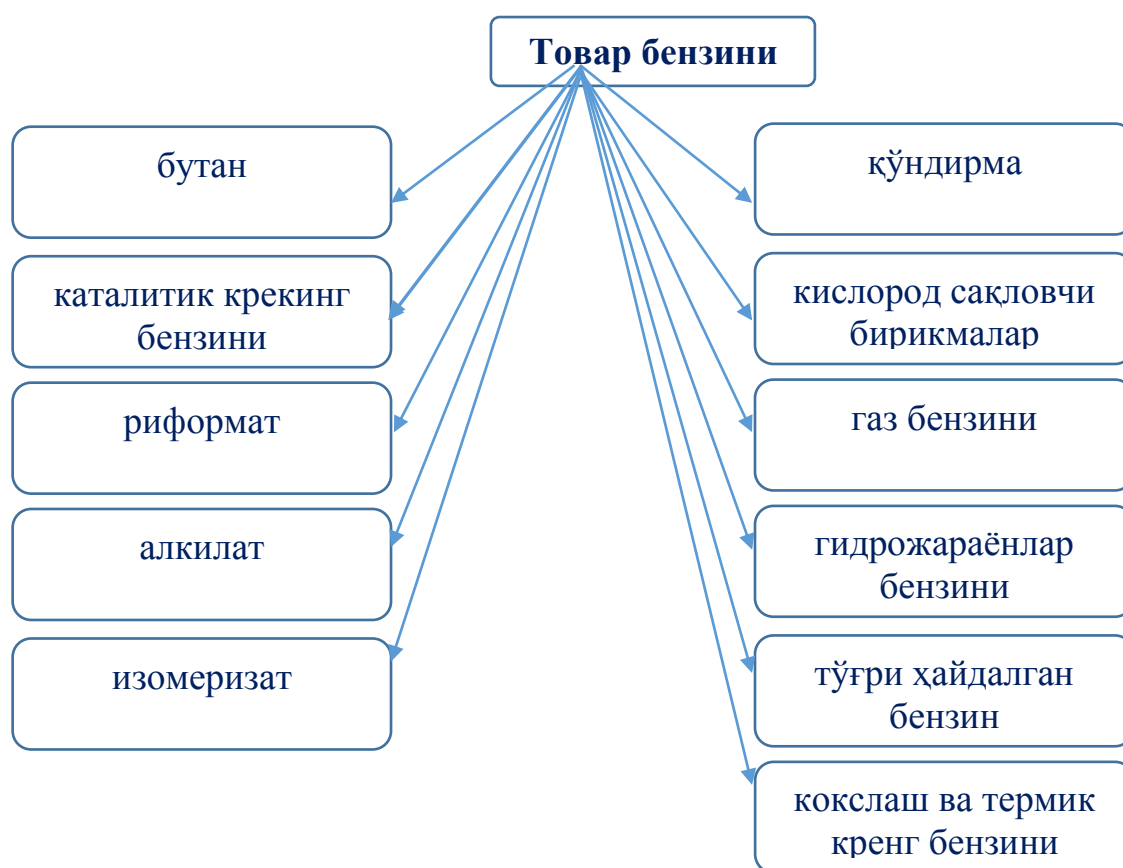 Товар бензини
бутан
каталитик крекинг
бензини
риформат
алкилат
изомеризат
қўндирма
кислород сақловчи
бирикмалар
газ бензини
гидрожараёнлар
бензини
тўғри ҳайдалган
бензин
кокслаш ва термик
кренг бензини